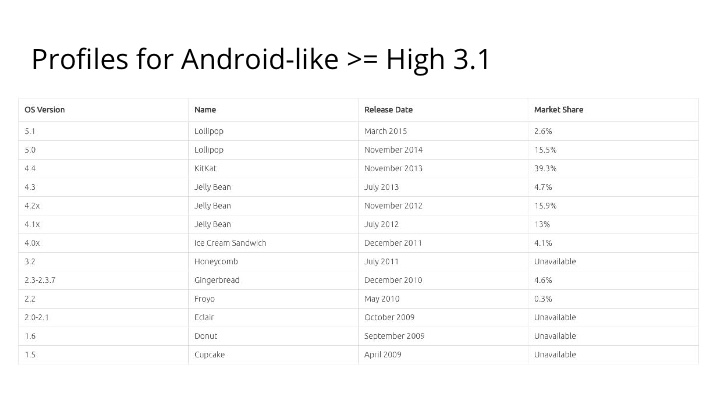 Profiles for Android-like >= High 3.1
OS Version Name Release Date Market Share
5.1 Lollipop March 2015 2.6%
5.0 Lollipop November 2014 15.5%
4.4 KitKat November 2013 39.3%
4.3 Jelly Bean July 2013 4.7%
4.2x Jelly Bean November 2012 15.9%
4.1x Jelly Bean July 2012 13%
4.0x Ice Cream Sandwich December 2011 4.1%
3.2 Honeycomb July 2011 Unavailable
2.3-2.3.7 Gingerbread December 2010 4.6%
2.2 Froyo May 2010 0.3%
2.0-2.1 Eclair October 2009 Unavailable
1.6 Donut September 2009 Unavailable
1.5 Cupcake April 2009 Unavailable